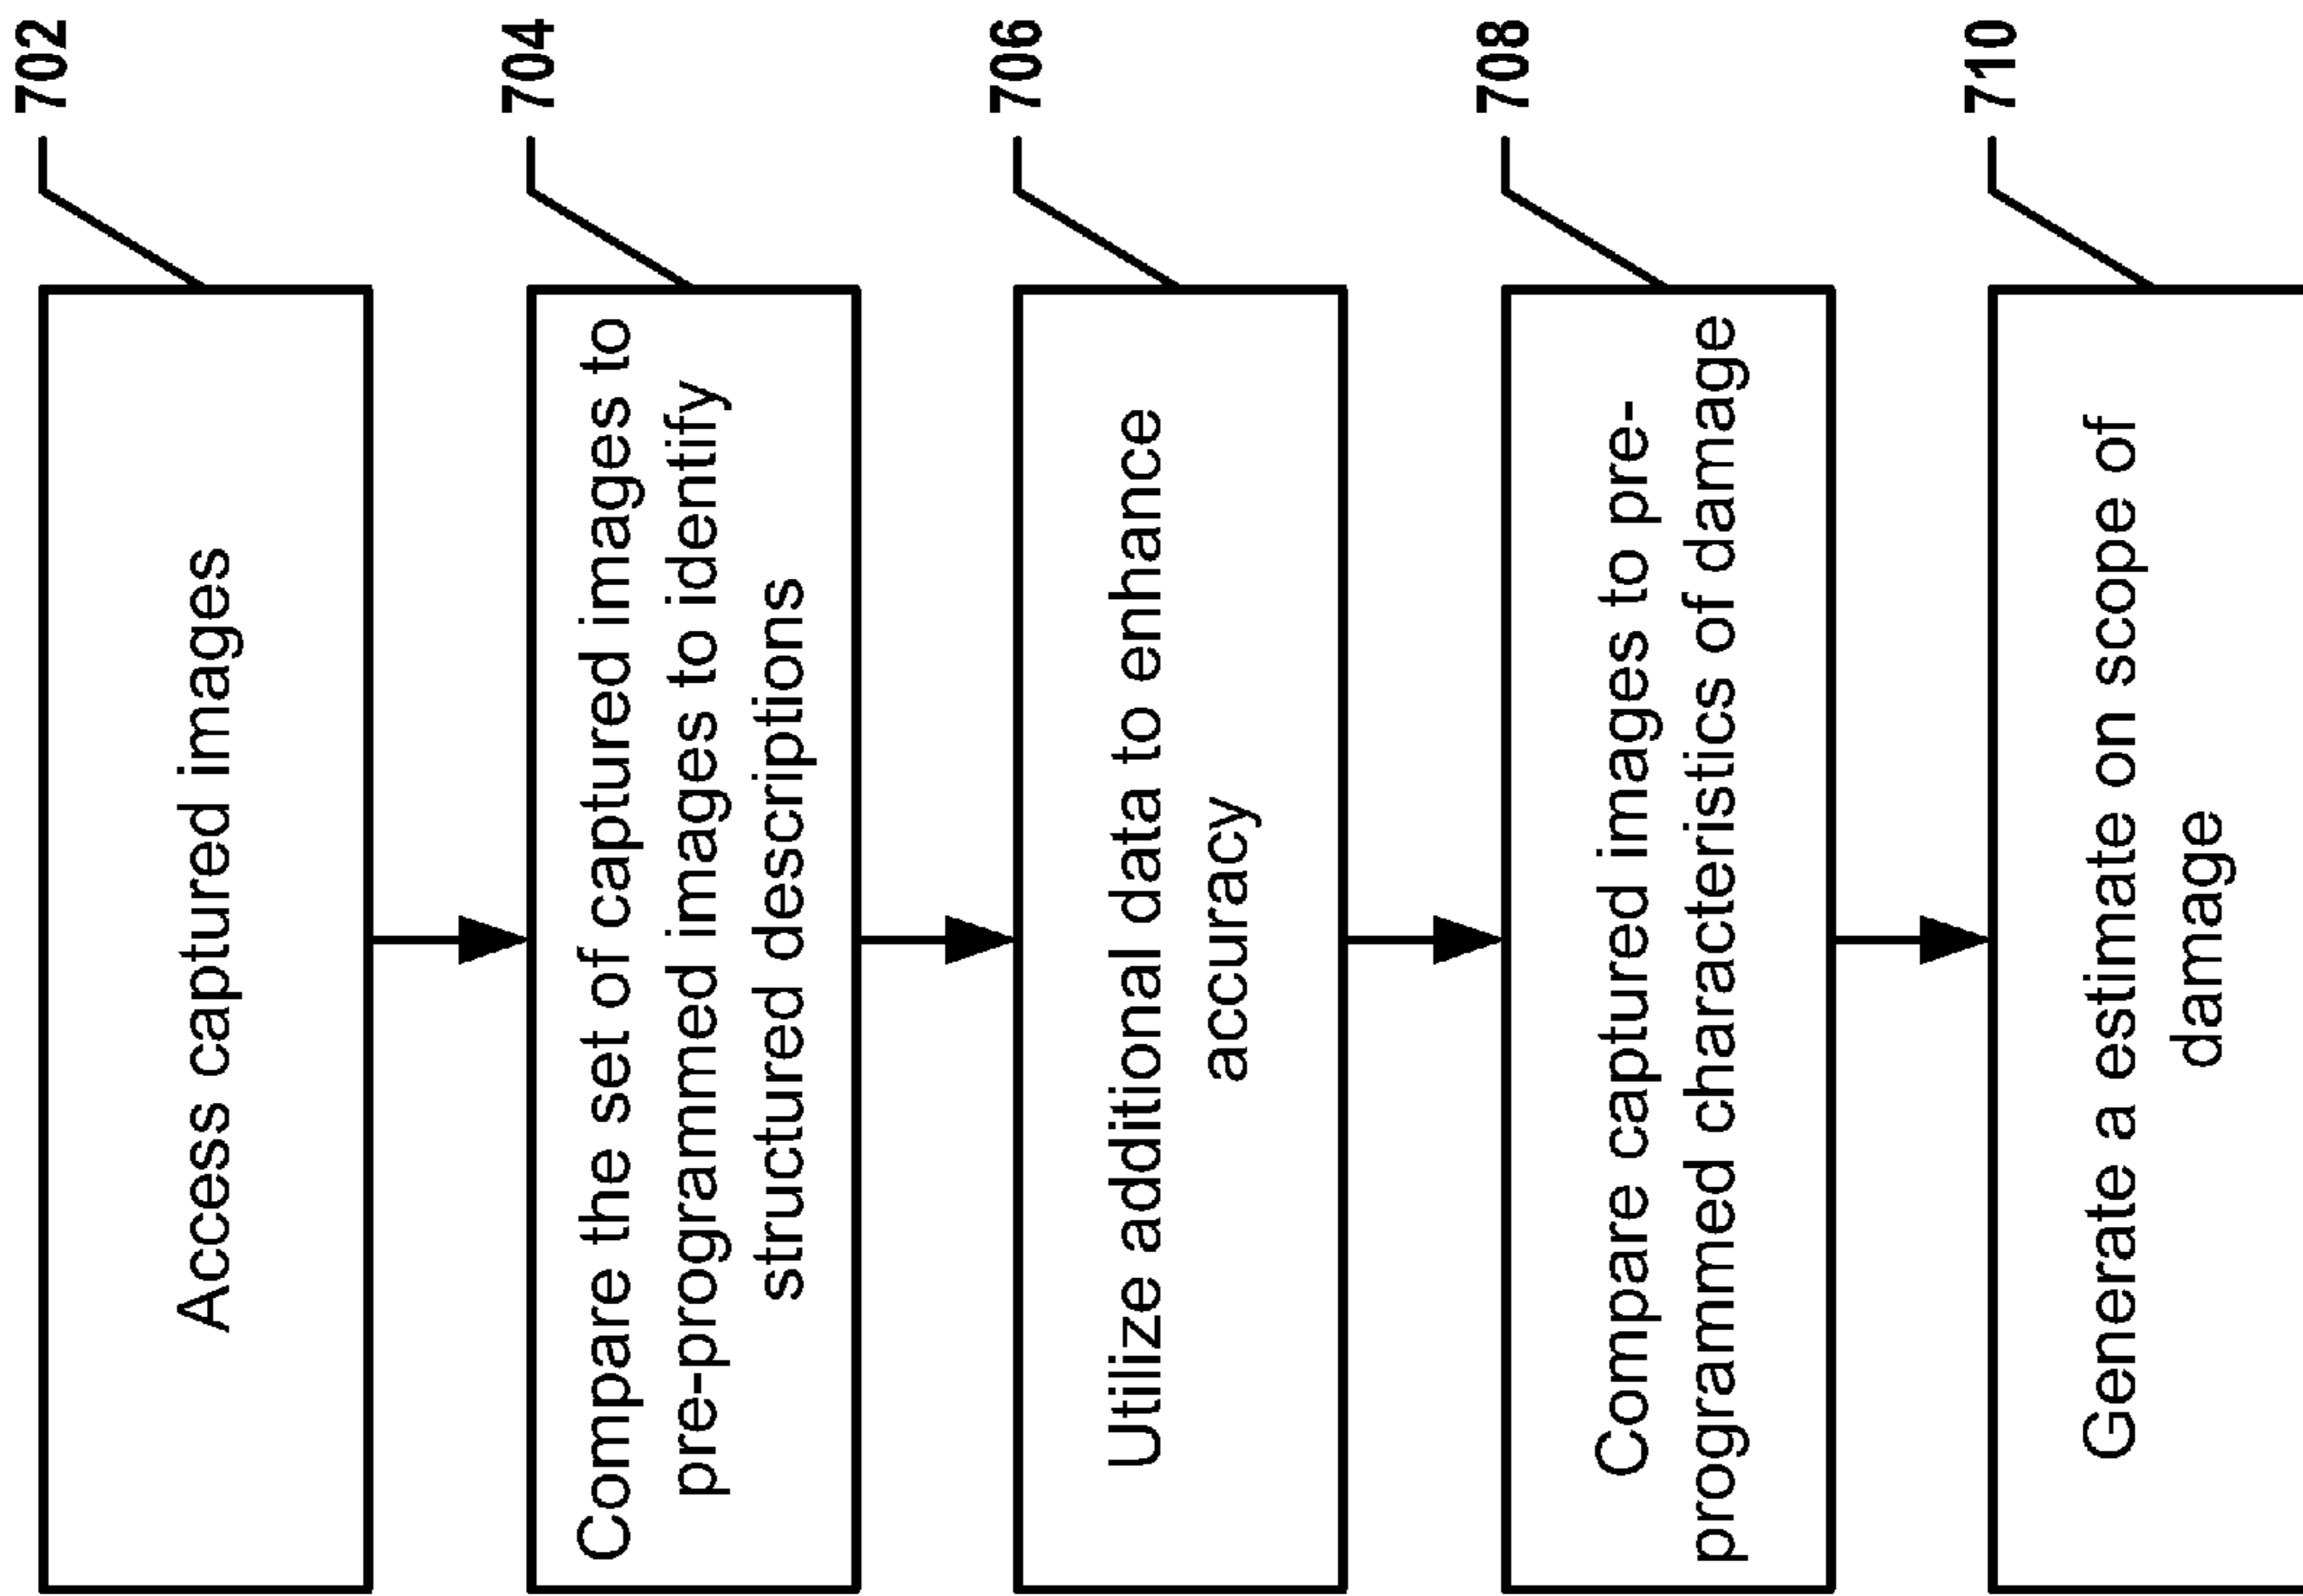 702
Access captured images
704
Compare the set of captured images to
pre-programmed images to identify
structured descriptions
706
Utilize additional data to enhance
accuracy
708
Compare captured images to pre-
programmed characteristics of damage
710
Generate a estimate on scope of
damage